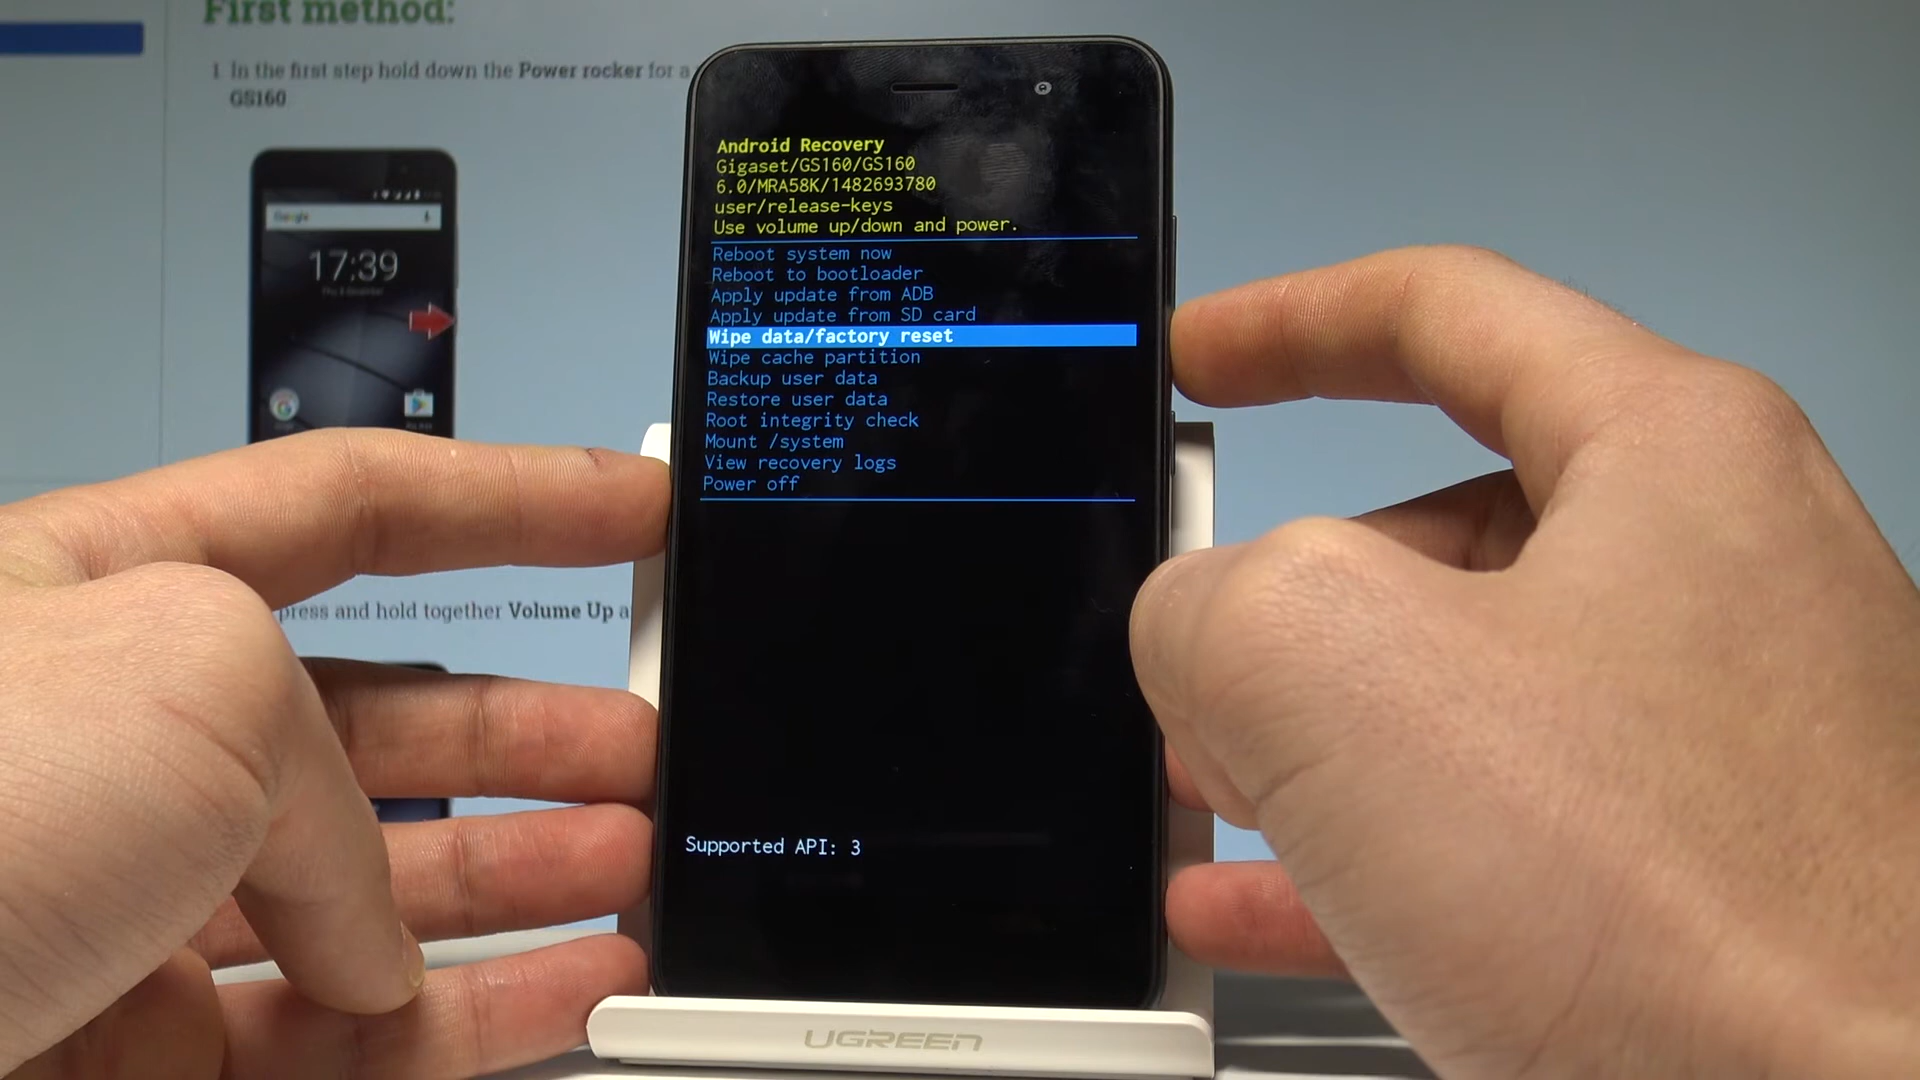 First method:
1 In the first step hold down the Power rocker for a
GS160
Google
17:39
Android Recovery
Gigaset/GS160/GS160
6.0/MRA58K/1482693780
user/release-keys
Use volume up/down and power.
Reboot system now
Reboot to bootloader
Apply update from ADB
Apply update from SD card
Wipe data/factory reset
Wipe cache partition
Backup user data
Restore user data
Root integrity check
Mount /system
View recovery logs
Power off
press and hold together Volume Up a
Supported API: 3
UGREEN